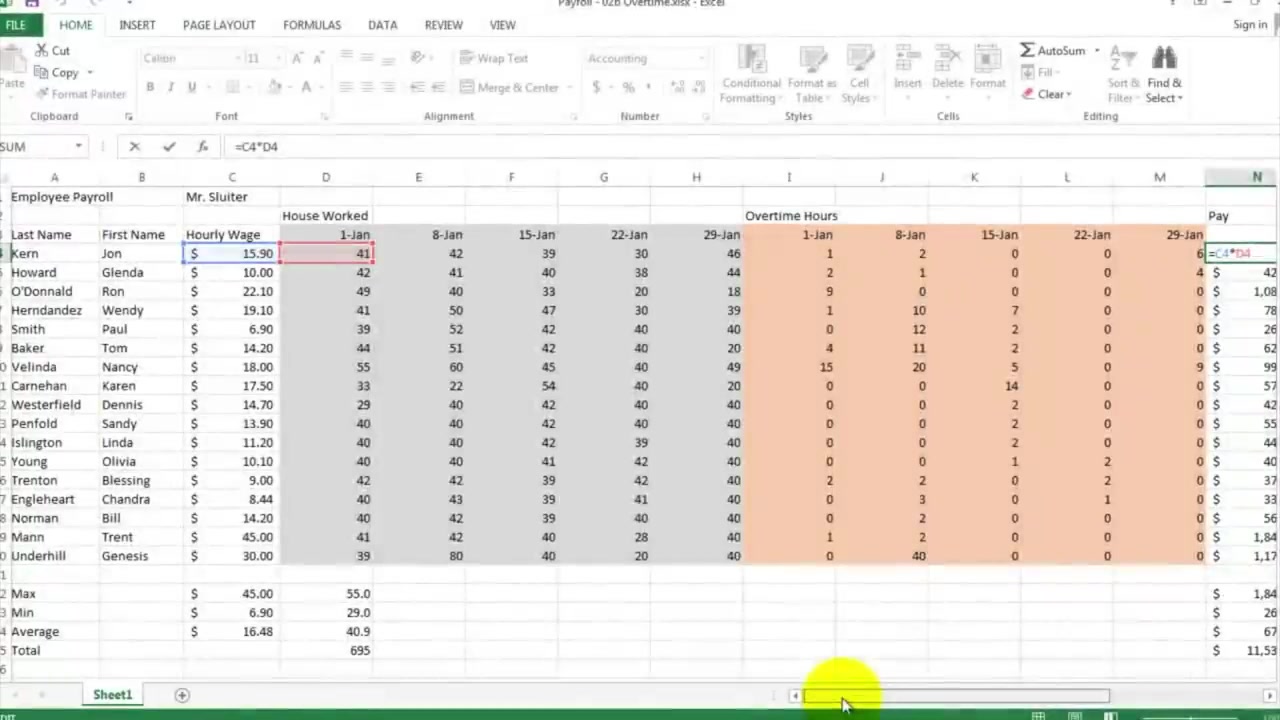 Payroll - 02b Overtime.xlsx - Excel
FILE HOME INSERT PAGE LAYOUT FORMULAS DATA REVIEW VIEW Sign in
Cut Calibri 11 Wrap Text Accounting AutoSum
Copy Conditional Format as Cell Insert Delete Format Fill Sort & Find &
Format Painter B I U Merge & Center $ % Formatting Table Styles Clear Filter Select
Clipboard Font Alignment Number Styles Cells Editing
SUM fx =C4*D4
A B C D E F G H I J K L M N
Employee Payroll Mr. Sluiter
House Worked Overtime Hours Pay
Last Name First Name Hourly Wage 1-Jan 8-Jan 15-Jan 22-Jan 29-Jan 1-Jan 8-Jan 15-Jan 22-Jan 29-Jan
Kern Jon $ 15.90 41 42 39 30 46 1 2 0 0 6 =C4*D4
Howard Glenda $ 10.00 42 41 40 38 44 2 1 0 0 4 $ 42
O'Donnald Ron $ 22.10 49 40 33 20 18 9 0 0 0 0 $ 1,08
Herndandez Wendy $ 19.10 41 50 47 30 39 1 10 7 0 0 $ 78
Smith Paul $ 6.90 39 52 42 40 40 0 12 2 0 0 $ 26
Baker Tom $ 14.20 44 51 42 40 20 4 11 2 0 0 $ 62
Velinda Nancy $ 18.00 55 60 45 40 49 15 20 5 0 9 $ 99
Carnehan Karen $ 17.50 33 22 54 40 20 0 0 14 0 0 $ 57
Westerfield Dennis $ 14.70 29 40 42 40 40 0 0 2 0 0 $ 42
Penfold Sandy $ 13.90 40 40 42 40 40 0 0 2 0 0 $ 55
Islington Linda $ 11.20 40 40 42 39 40 0 0 2 0 0 $ 44
Young Olivia $ 10.10 40 40 41 42 40 0 0 1 2 0 $ 40
Trenton Blessing $ 9.00 42 42 39 42 40 2 2 0 2 0 $ 37
Engleheart Chandra $ 8.44 40 43 39 41 40 0 3 0 1 0 $ 33
Norman Bill $ 14.20 40 42 39 40 40 0 2 0 0 0 $ 56
Mann Trent $ 45.00 41 42 40 28 40 1 2 0 0 0 $ 1,84
Underhill Genesis $ 30.00 39 80 40 20 40 0 40 0 0 0 $ 1,17
Max $ 45.00 55.0 $ 1,84
Min $ 6.90 29.0 $ 26
Average $ 16.48 40.9 $ 67
Total 695 $ 11,53
Sheet1